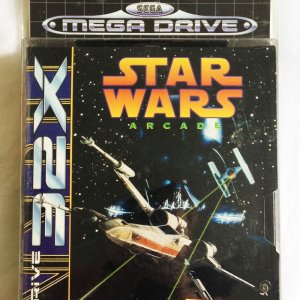 SEGA
MEGA DRIVE
STAR
WARS
ARCADE
32X